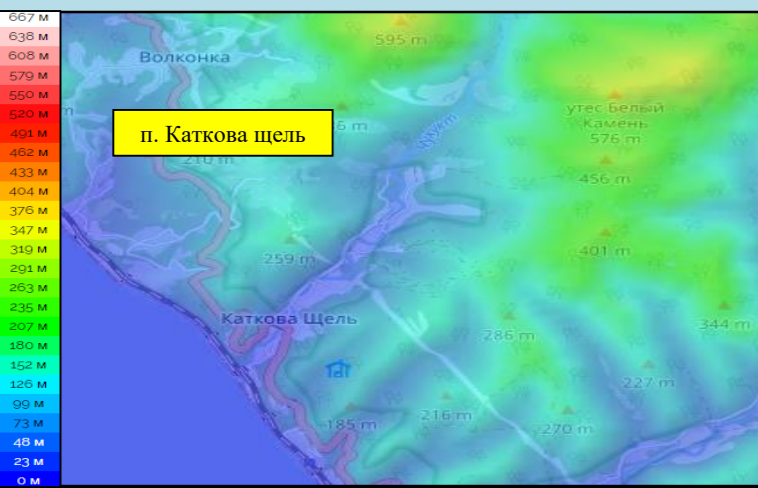 667 м
638 м
608 м
579 м
550 м
520 м
491 м
462 м
433 м
404 м
376 м
347 м
319 м
291 м
263 м
235 м
207 м
180 м
152 м
126 м
99 м
73 м
48 м
23 м
0 м
595 m
Волконка
п. Каткова щель
6 m
утес Белый
Камень
576 m
210 m
456 m
401 m
259 m
Каткова Щель
286 m
344 m
227 m
216 m
185 m
270 m